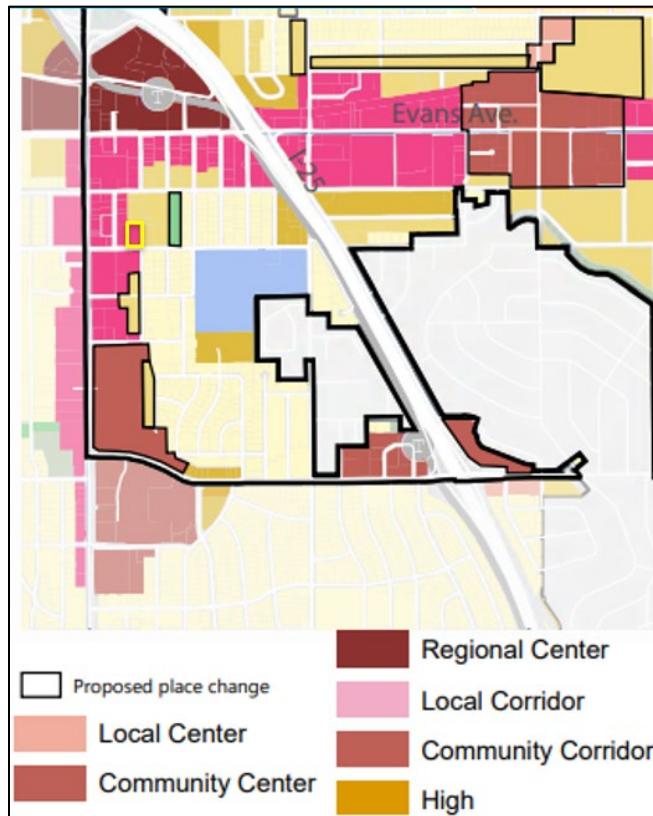 T
Evans Ave.
I-25
T
Proposed place change
Local Center
Community Center
Regional Center
Local Corridor
Community Corridor
High